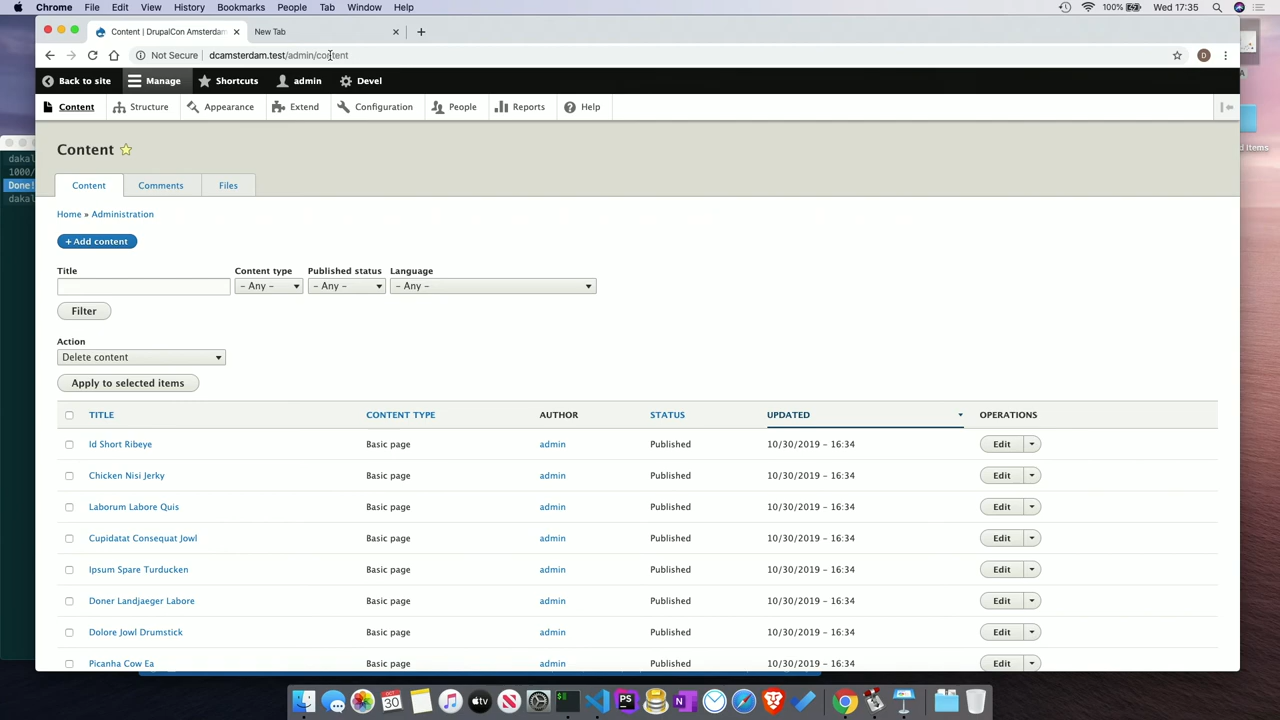 Chrome File Edit View History Bookmarks People Tab Window Help 100% Wed 17:35
Content | DrupalCon Amsterdam New Tab
Not Secure dcamsterdam.test/admin/content D
Back to site Manage Shortcuts admin Devel
Content Structure Appearance Extend Configuration People Reports Help
Content
Content Comments Files
Home » Administration
+ Add content
Title Content type Published status Language
- Any - - Any - - Any -
Filter
Action
Delete content
Apply to selected items
TITLE CONTENT TYPE AUTHOR STATUS UPDATED OPERATIONS
Id Short Ribeye Basic page admin Published 10/30/2019 - 16:34 Edit
Chicken Nisi Jerky Basic page admin Published 10/30/2019 - 16:34 Edit
Laborum Labore Quis Basic page admin Published 10/30/2019 - 16:34 Edit
Cupidatat Consequat Jowl Basic page admin Published 10/30/2019 - 16:34 Edit
Ipsum Spare Turducken Basic page admin Published 10/30/2019 - 16:34 Edit
Doner Landjaeger Labore Basic page admin Published 10/30/2019 - 16:34 Edit
Dolore Jowl Drumstick Basic page admin Published 10/30/2019 - 16:34 Edit
Picanha Cow Ea Basic page admin Published 10/30/2019 - 16:34 Edit
dakal
1000/
Done!
dakal
d Items
OCT
30
tv
PS
N